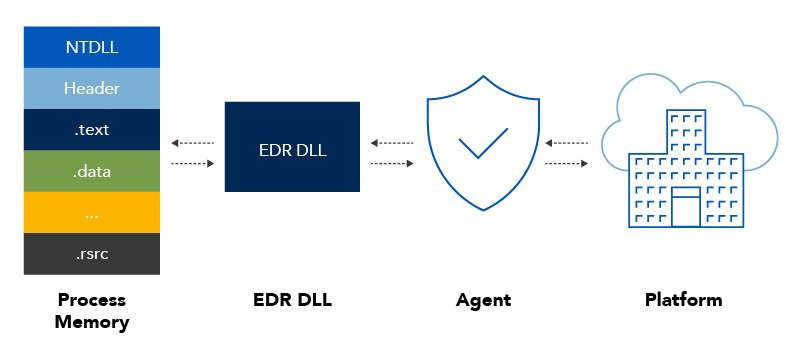 NTDLL
Header
.text
.data
...
.rsrc
EDR DLL
Process
Memory
EDR DLL
Agent
Platform